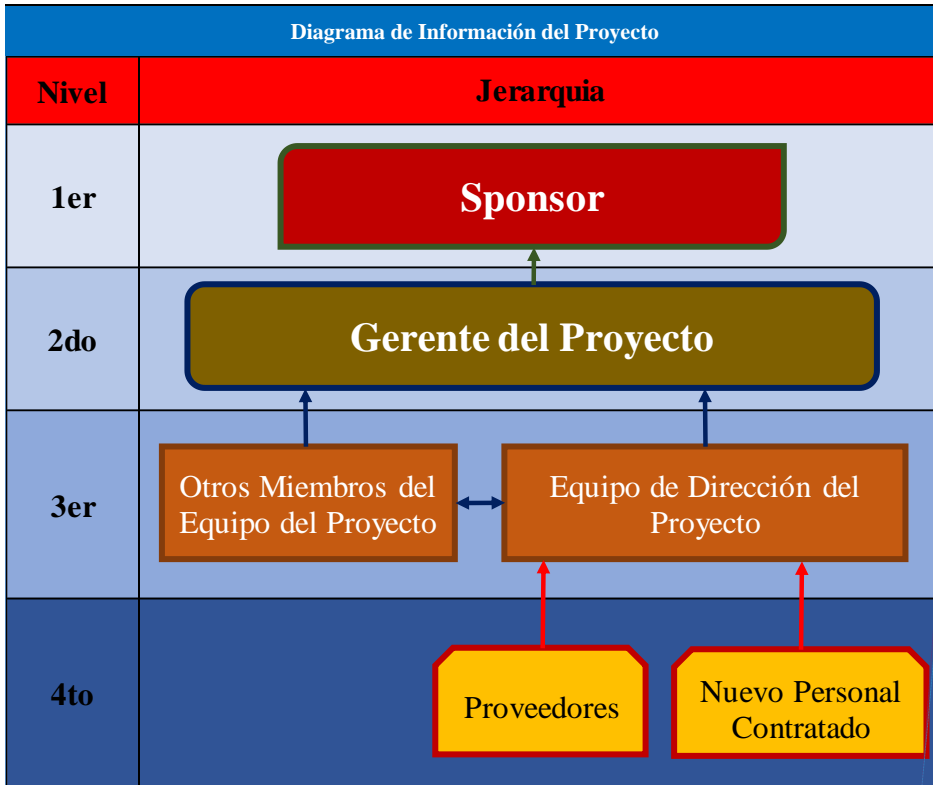 Diagrama de Información del Proyecto
Nivel
Jerarquia
1er
Sponsor
2do
Gerente del Proyecto
3er
Otros Miembros del
Equipo del Proyecto
Equipo de Dirección del
Proyecto
4to
Proveedores
Nuevo Personal
Contratado